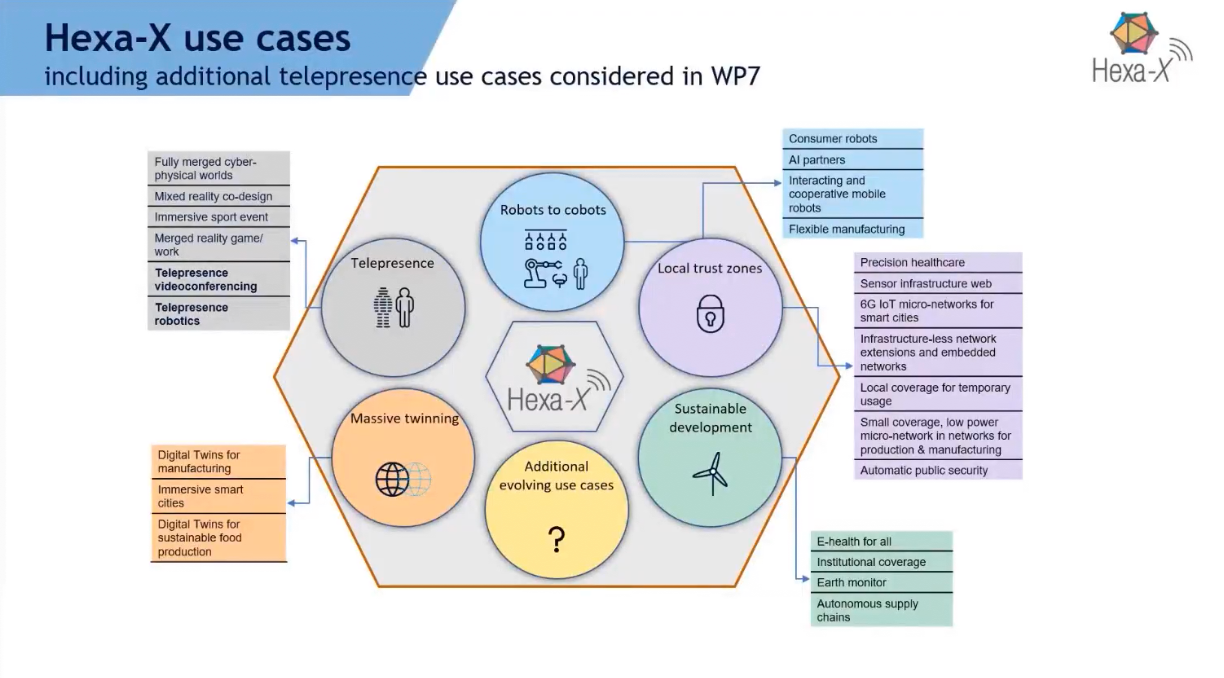 Hexa-X use cases
including additional telepresence use cases considered in WP7
Hexa-X
Fully merged cyber-
physical worlds
Mixed reality co-design
Immersive sport event
Merged reality game/
work
Telepresence
videoconferencing
Telepresence
robotics
Telepresence
Robots to cobots
Consumer robots
AI partners
Interacting and
cooperative mobile
robots
Flexible manufacturing
Local trust zones
Precision healthcare
Sensor infrastructure web
6G IoT micro-networks for
smart cities
Infrastructure-less network
extensions and embedded
networks
Local coverage for temporary
usage
Small coverage, low power
micro-network in networks for
production & manufacturing
Automatic public security
Hexa-X
Massive twinning
Digital Twins for
manufacturing
Immersive smart
cities
Digital Twins for
sustainable food
production
Additional
evolving use cases
?
Sustainable
development
E-health for all
Institutional coverage
Earth monitor
Autonomous supply
chains